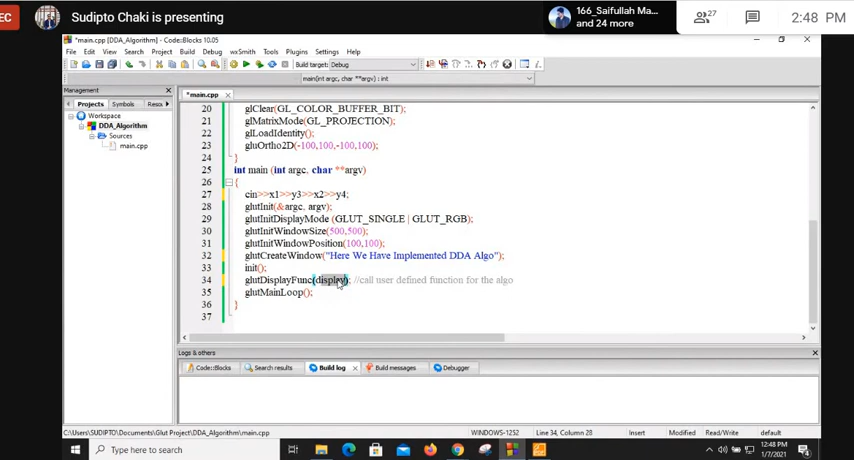 EC
Sudipto Chaki is presenting
166_Saifullah Ma...
and 24 more
27
2:48 PM
*main.cpp [DDA_Algorithm] - Code::Blocks 10.05
File Edit View Search Project Build Debug wxSmith Tools Plugins Settings Help
Build target: Debug
main(int argc, char **argv) : int
Management
Projects Symbols Resou
Workspace
DDA_Algorithm
Sources
main.cpp
*main.cpp
20 glClear(GL_COLOR_BUFFER_BIT);
21 glMatrixMode(GL_PROJECTION);
22 glLoadIdentity();
23 gluOrtho2D(-100,100,-100,100);
24 }
25 int main (int argc, char **argv)
26 {
27 cin>>x1>>y3>>x2>>y4;
28 glutInit(&argc, argv);
29 glutInitDisplayMode (GLUT_SINGLE | GLUT_RGB);
30 glutInitWindowSize(500,500);
31 glutInitWindowPosition(100,100);
32 glutCreateWindow("Here We Have Implemented DDA Algo");
33 init();
34 glutDisplayFunc(display); //call user defined function for the algo
35 glutMainLoop();
36 }
37
Logs & others
Code::Blocks Search results Build log Build messages Debugger
C:\Users\SUDIPTO\Documents\Glut Project\DDA_Algorithm\main.cpp WINDOWS-1252 Line 34, Column 28 Insert Modified Read/Write default
Type here to search
12:48 PM
1/7/2021